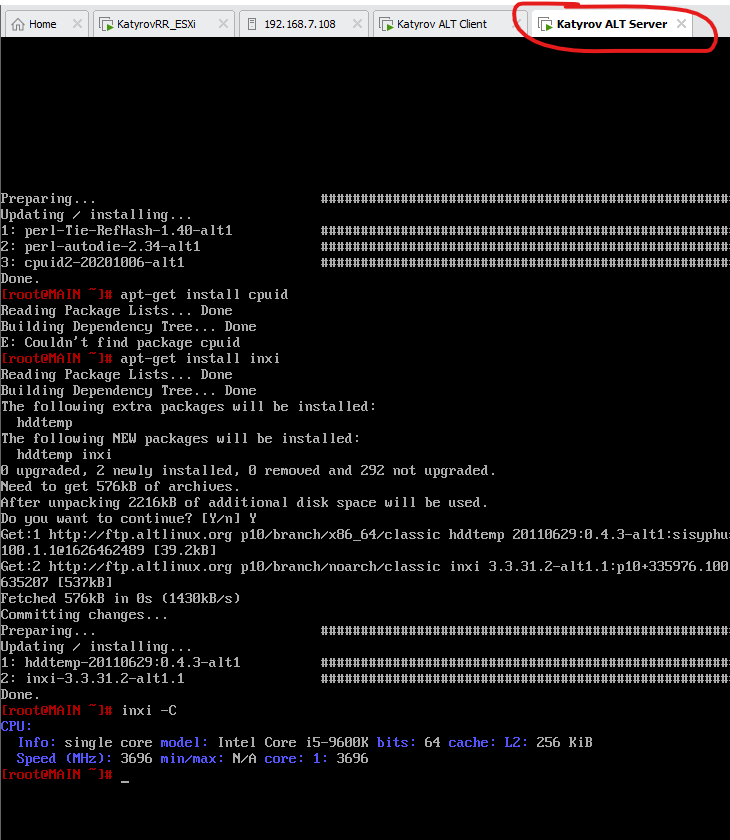 Home KatyrovRR_ESXi 192.168.7.108 Katyrov ALT Client Katyrov ALT Server
Preparing... ###################################################
Updating / installing...
1: perl-Tie-RefHash-1.40-alt1 ###################################################
2: perl-autodie-2.34-alt1 ###################################################
3: cpuid2-20201006-alt1 ###################################################
Done.
[root@MAIN ~]# apt-get install cpuid
Reading Package Lists... Done
Building Dependency Tree... Done
E: Couldn't find package cpuid
[root@MAIN ~]# apt-get install inxi
Reading Package Lists... Done
Building Dependency Tree... Done
The following extra packages will be installed:
  hddtemp
The following NEW packages will be installed:
  hddtemp inxi
0 upgraded, 2 newly installed, 0 removed and 292 not upgraded.
Need to get 576kB of archives.
After unpacking 2216kB of additional disk space will be used.
Do you want to continue? [Y/n] Y
Get:1 http://ftp.altlinux.org p10/branch/x86_64/classic hddtemp 20110629:0.4.3-alt1:sisyphu
100.1.1@1626462489 [39.2kB]
Get:2 http://ftp.altlinux.org p10/branch/noarch/classic inxi 3.3.31.2-alt1.1:p10+335976.100
635207 [537kB]
Fetched 576kB in 0s (1430kB/s)
Committing changes...
Preparing... ###################################################
Updating / installing...
1: hddtemp-20110629:0.4.3-alt1 ###################################################
2: inxi-3.3.31.2-alt1.1 ###################################################
Done.
[root@MAIN ~]# inxi -C
CPU:
  Info: single core model: Intel Core i5-9600K bits: 64 cache: L2: 256 KiB
  Speed (MHz): 3696 min/max: N/A core: 1: 3696
[root@MAIN ~]# _